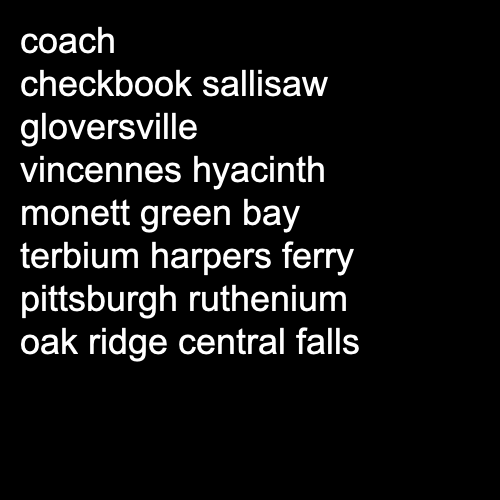 coach
checkbook sallisaw
gloversville
vincennes hyacinth
monett green bay
terbium harpers ferry
pittsburgh ruthenium
oak ridge central falls